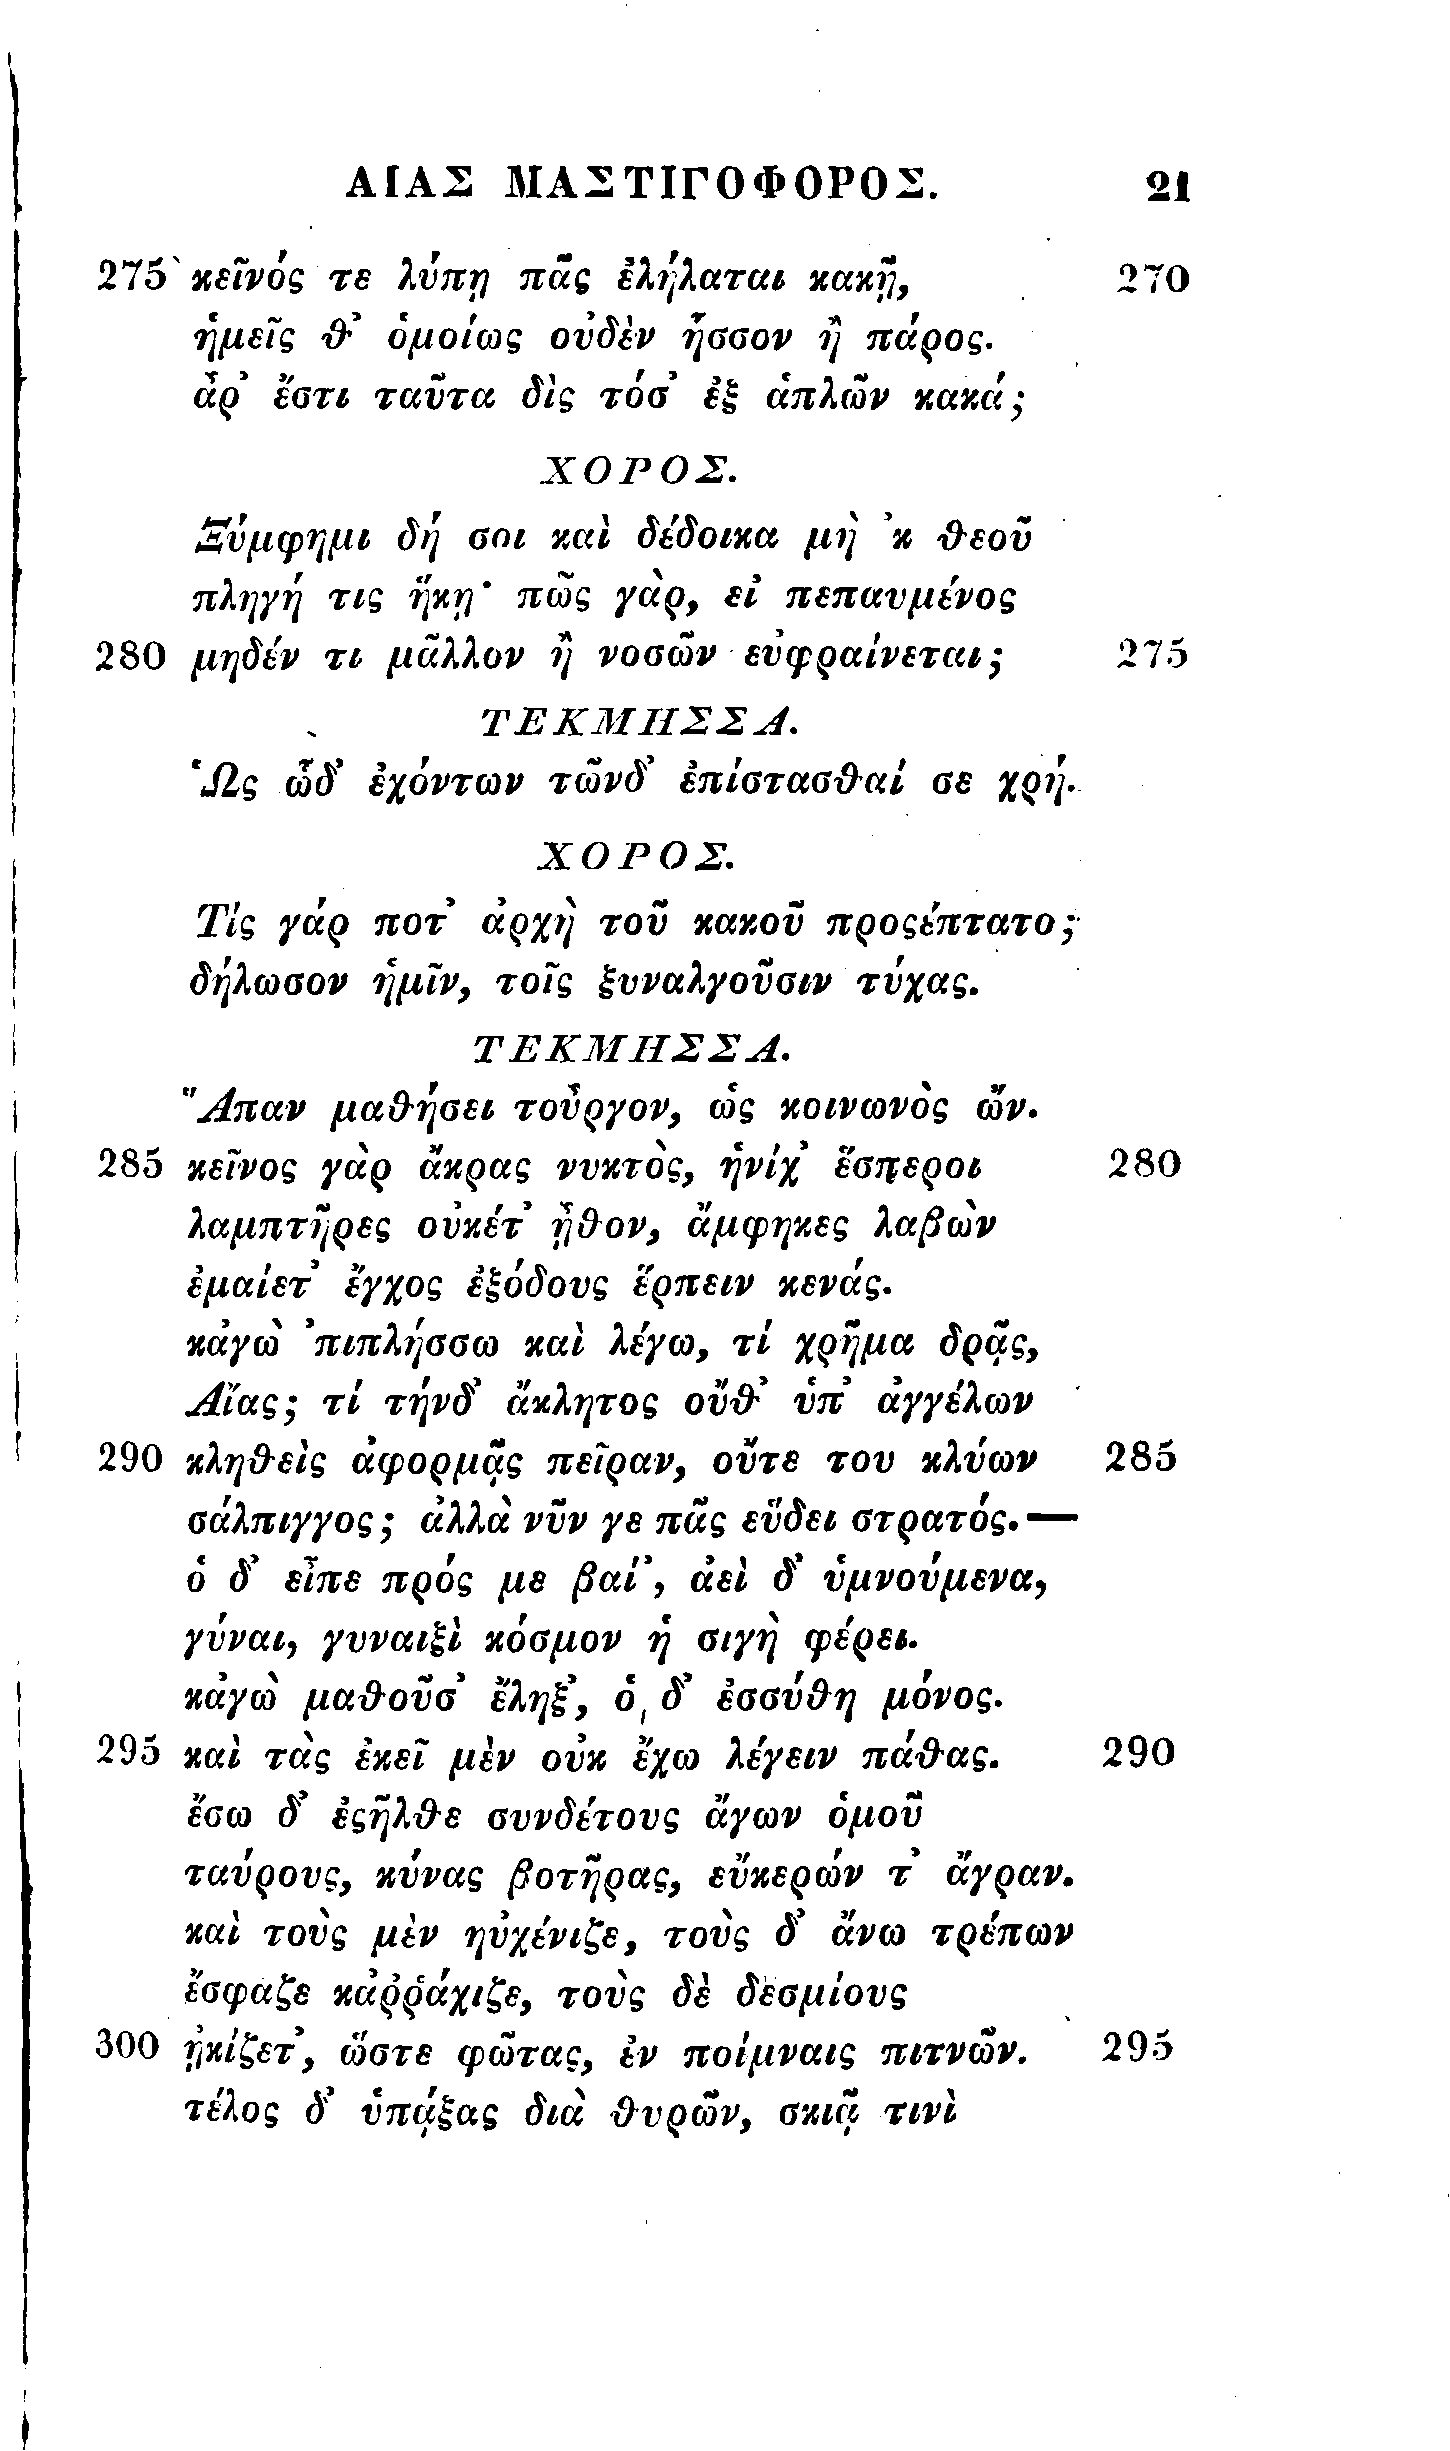 ΑΙΑΣ ΜΑΣΤΙΓΟΦΟΡΟΣ. 21
275 κεῖνός τε λύπῃ πᾶς ἐλήλαται κακῇ, 270
ἡμεῖς θ’ ὁμοίως οὐδὲν ἧσσον ἢ πάρος.
ἆρ’ ἔστι ταῦτα δὶς τόσ’ ἐξ ἁπλῶν κακά;
ΧΟΡΟΣ.
Ξύμφημι δή σοι καὶ δέδοικα μὴ ’κ θεοῦ
πληγή τις ἥκῃ· πῶς γὰρ, εἰ πεπαυμένος
280 μηδέν τι μᾶλλον ἢ νοσῶν εὐφραίνεται; 275
ΤΕΚΜΗΣΣΑ.
Ὡς ὧδ’ ἐχόντων τῶνδ’ ἐπίστασθαί σε χρή.
ΧΟΡΟΣ.
Τίς γάρ ποτ’ ἀρχὴ τοῦ κακοῦ προςέπτατο;
δήλωσον ἡμῖν, τοῖς ξυναλγοῦσιν τύχας.
ΤΕΚΜΗΣΣΑ.
Ἅπαν μαθήσει τοὖργον, ὡς κοινωνὸς ὤν.
285 κεῖνος γὰρ ἄκρας νυκτὸς, ἡνίχ’ ἕσπεροι 280
λαμπτῆρες οὐκέτ’ ᾖθον, ἄμφηκες λαβὼν
ἐμαίετ’ ἔγχος ἐξόδους ἕρπειν κενάς.
κἀγὼ ’πιπλήσσω καὶ λέγω, τί χρῆμα δρᾷς,
Αἴας; τί τήνδ’ ἄκλητος οὔθ’ ὑπ’ ἀγγέλων
290 κληθεὶς ἀφορμᾷς πεῖραν, οὔτε του κλύων 285
σάλπιγγος; ἀλλὰ νῦν γε πᾶς εὕδει στρατός.—
ὁ δ’ εἶπε πρός με βαί’, ἀεὶ δ’ ὑμνούμενα,
γύναι, γυναιξὶ κόσμον ἡ σιγὴ φέρει.
κἀγὼ μαθοῦσ’ ἔληξ’, ὁ δ’ ἐσσύθη μόνος.
295 καὶ τὰς ἐκεῖ μὲν οὐκ ἔχω λέγειν πάθας. 290
ἔσω δ’ ἐςῆλθε συνδέτους ἄγων ὁμοῦ
ταύρους, κύνας βοτῆρας, εὔκερών τ’ ἄγραν.
καὶ τοὺς μὲν ηὐχένιζε, τοὺς δ’ ἄνω τρέπων
ἔσφαζε κἀῤῥάχιζε, τοὺς δὲ δεσμίους
300 ᾐκίζετ’, ὥστε φῶτας, ἐν ποίμναις πιτνῶν. 295
τέλος δ’ ὑπᾴξας διὰ θυρῶν, σκιᾷ τινὶ